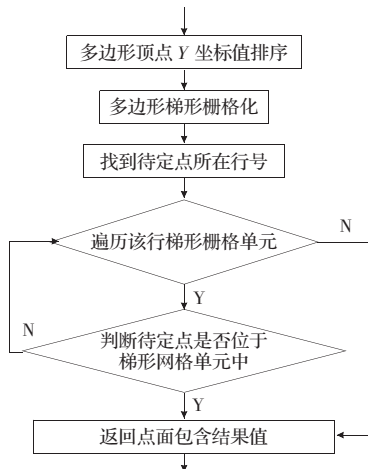 多边形顶点 Y 坐标值排序
多边形梯形栅格化
找到待定点所在行号
遍历该行梯形栅格单元
N
Y
N
判断待定点是否位于
梯形网格单元中
Y
返回点面包含结果值